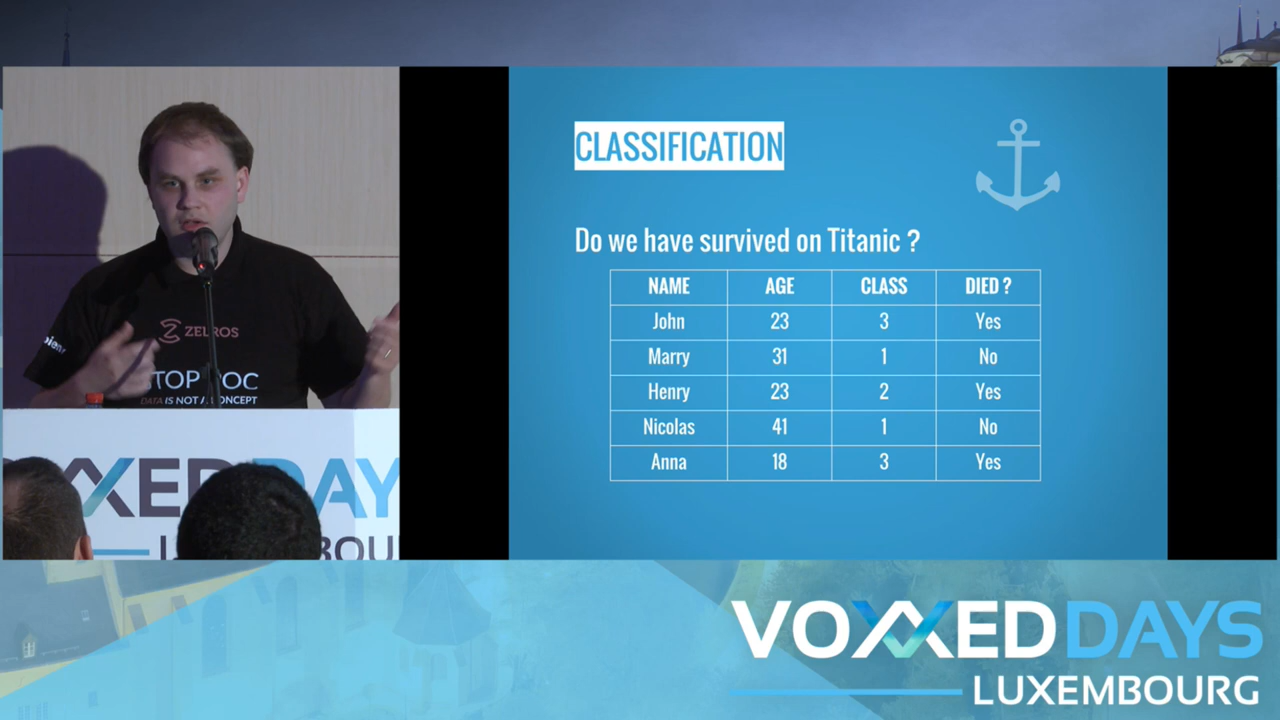 ZELROS
DATA IS NOT A CONCEPT
CLASSIFICATION
Do we have survived on Titanic ?
NAME AGE CLASS DIED ?
John 23 3 Yes
Marry 31 1 No
Henry 23 2 Yes
Nicolas 41 1 No
Anna 18 3 Yes
VOXXED DAYS
LUXEMBOURG